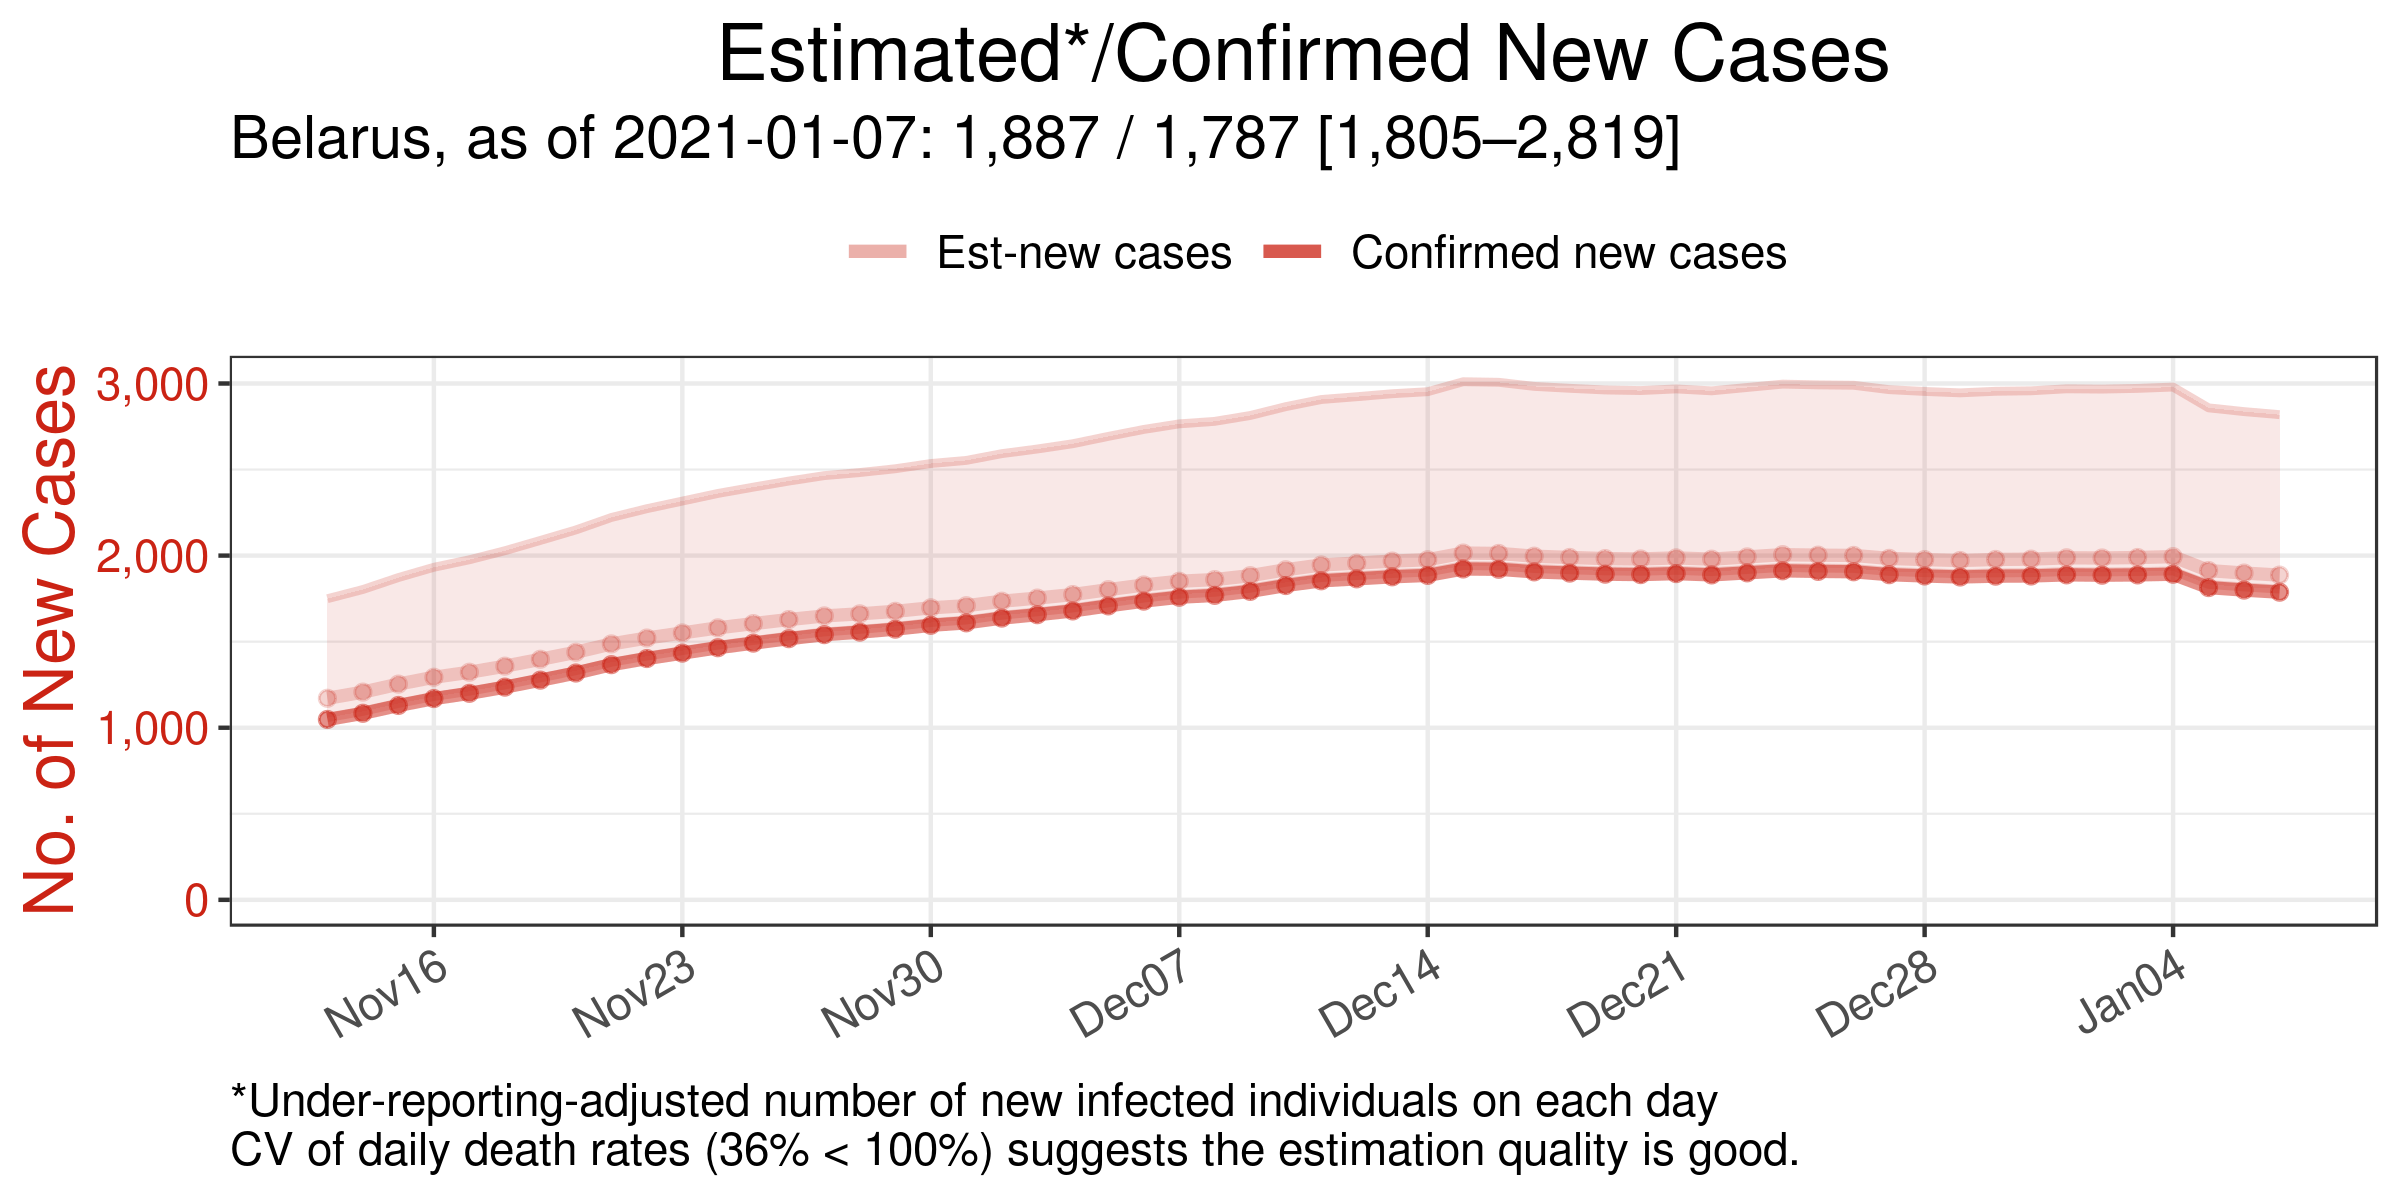 Estimated*/Confirmed New Cases
Belarus, as of 2021-01-07: 1,887 / 1,787 [1,805–2,819]
Est-new cases
Confirmed new cases
No. of New Cases
3,000
2,000
1,000
0
Nov16
Nov23
Nov30
Dec07
Dec14
Dec21
Dec28
Jan04
*Under-reporting-adjusted number of new infected individuals on each day
CV of daily death rates (36% < 100%) suggests the estimation quality is good.